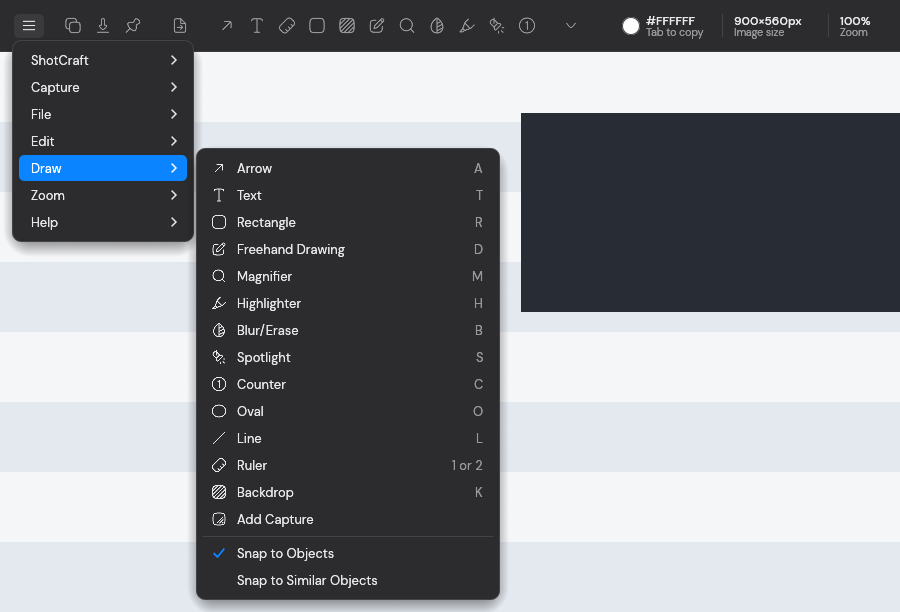 #FFFFFF
Tab to copy
900×560px
Image size
100%
Zoom
ShotCraft
Capture
File
Edit
Draw
Zoom
Help
Arrow A
Text T
Rectangle R
Freehand Drawing D
Magnifier M
Highlighter H
Blur/Erase B
Spotlight S
Counter C
Oval O
Line L
Ruler 1 or 2
Backdrop K
Add Capture
Snap to Objects
Snap to Similar Objects